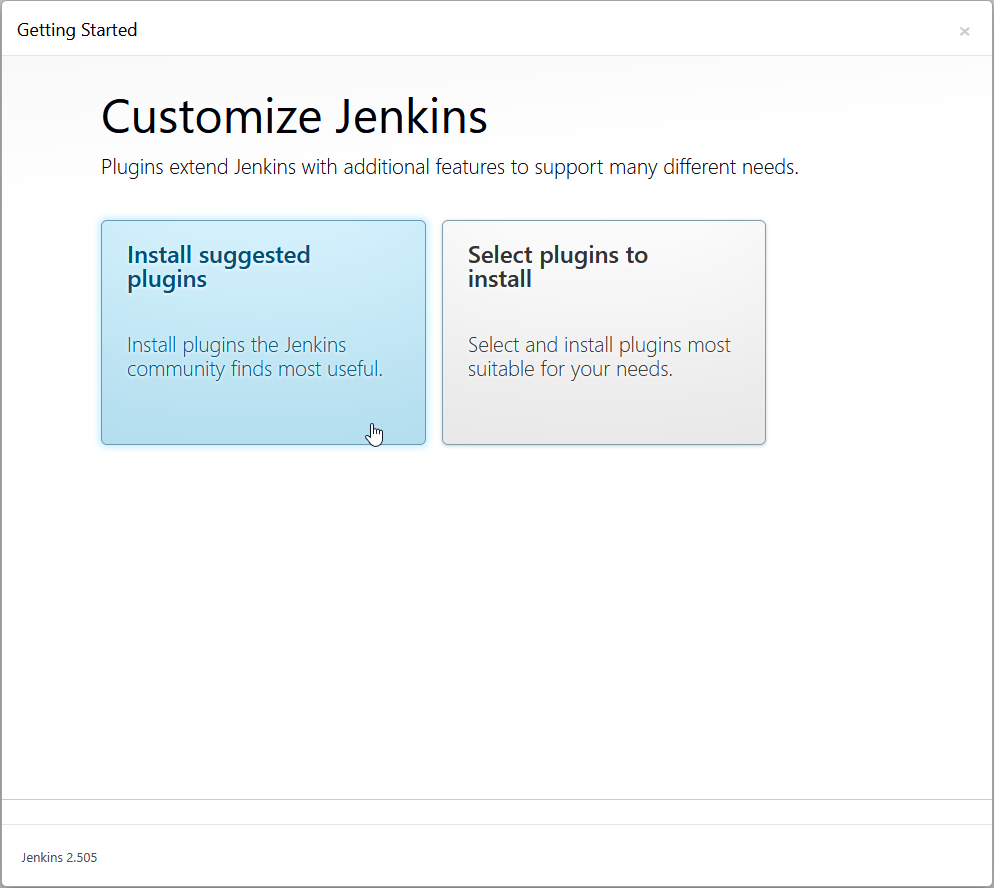 Getting Started
×
Customize Jenkins
Plugins extend Jenkins with additional features to support many different needs.
Install suggested
plugins
Install plugins the Jenkins
community finds most useful.
Select plugins to
install
Select and install plugins most
suitable for your needs.
Jenkins 2.505